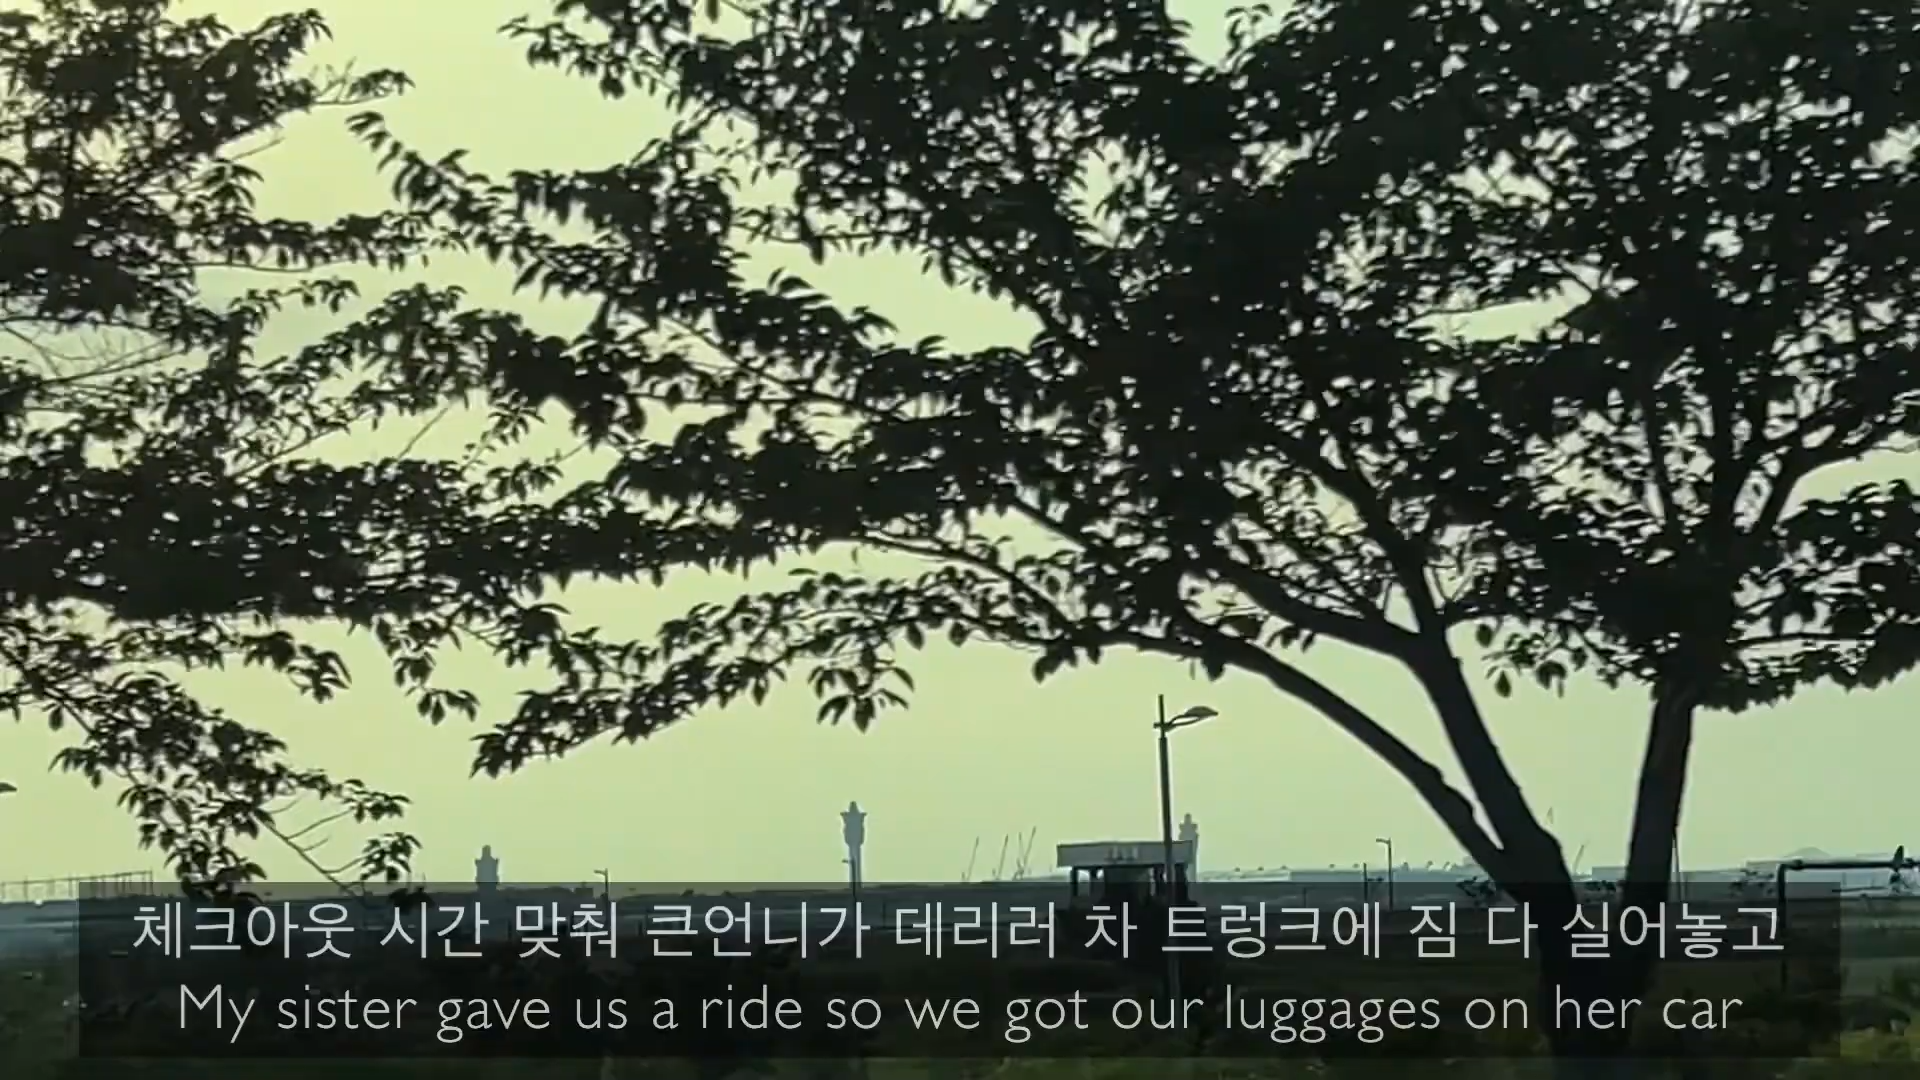 체크아웃 시간 맞춰 큰언니가 데리러 차 트렁크에 짐 다 실어놓고
My sister gave us a ride so we got our luggages on her car